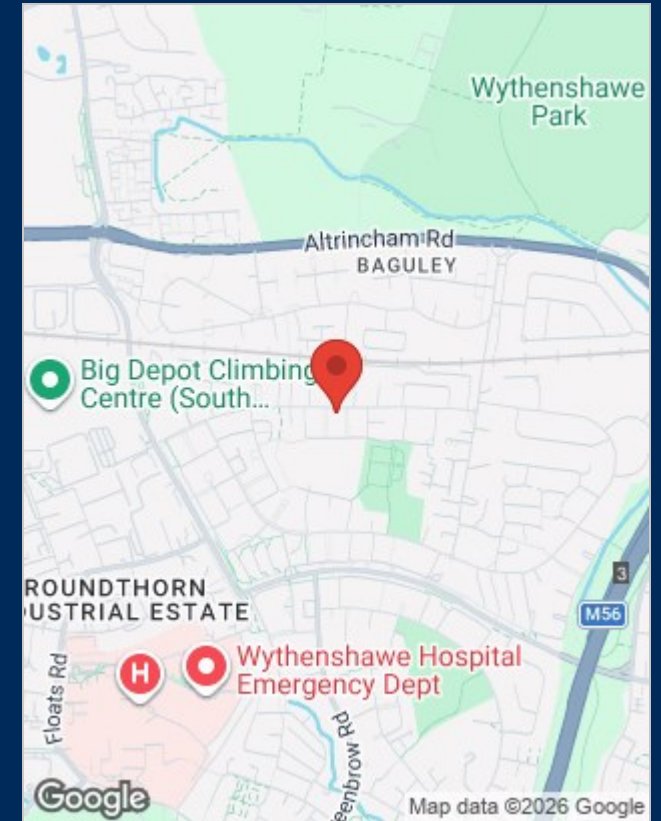 Wythenshawe
Park
Altrincham Rd
BAGULEY
Big Depot Climbing
Centre (South...
3
ROUNDTHORN
USTRIAL ESTATE
M56
H
Wythenshawe Hospital
Emergency Dept
Floats Rd
eenbrow Rd
Google
Map data ©2026 Google